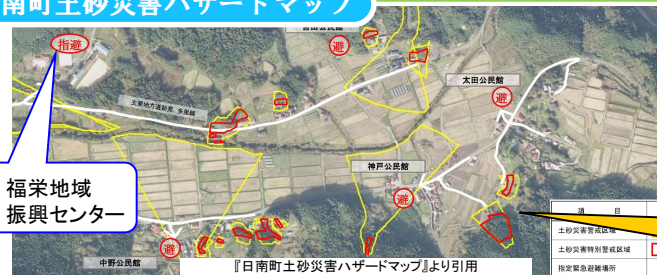 南町土砂災害ハザードマップ
指避
避
避
太田公民館
主要地方道新見 多里線
神戸公民館
避
福栄地域
振興センター
避
中野公民館
『日南町土砂災害ハザードマップ』より引用
項 目
土砂災害警戒区域
土砂災害特別警戒区域
指定緊急避難場所